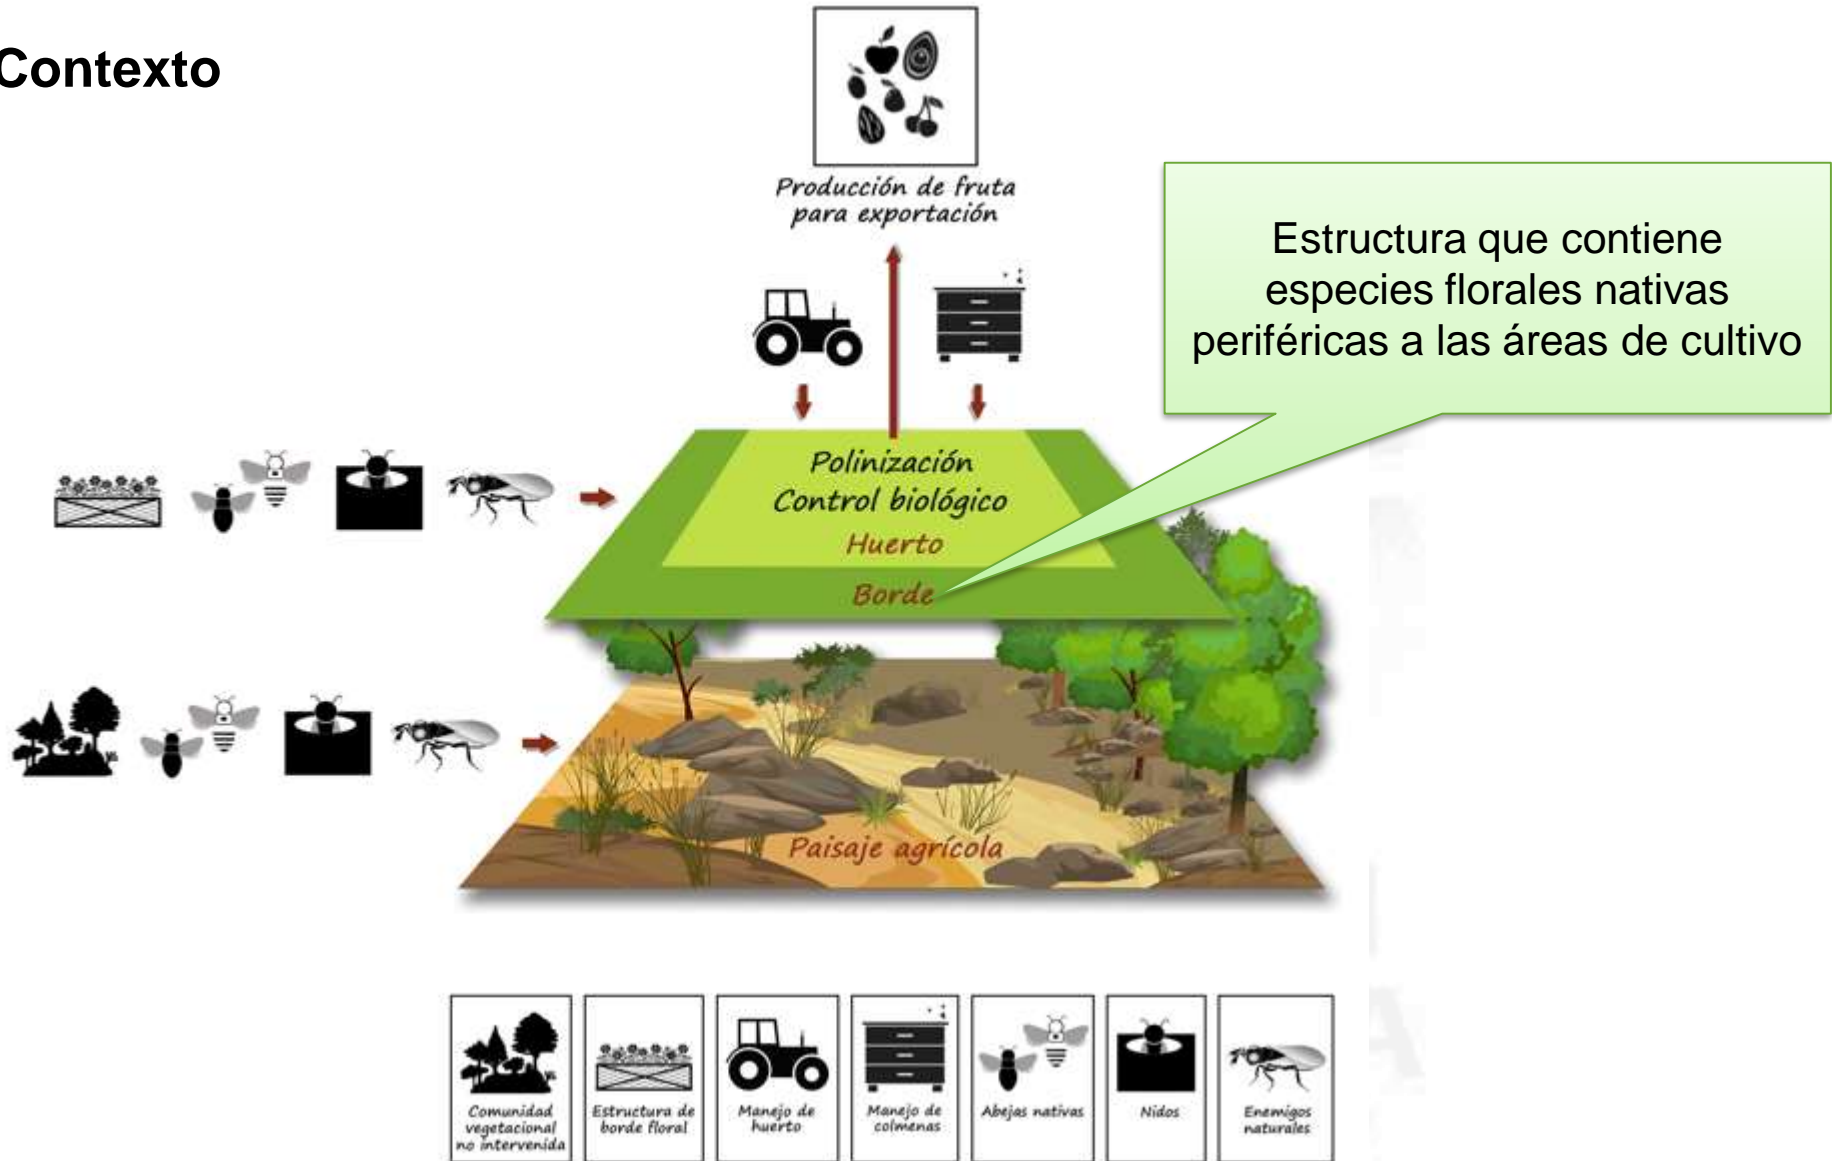 Contexto
Producción de fruta
para exportación
Estructura que contiene
especies florales nativas
periféricas a las áreas de cultivo
Polinización
Control biológico
Huerto
Borde
Paisaje agrícola
Comunidad
vegetacional
no intervenida
Estructura de
borde floral
Manejo de
huerto
Manejo de
colmenas
Abejas nativas
Nidos
Enemigos
naturales